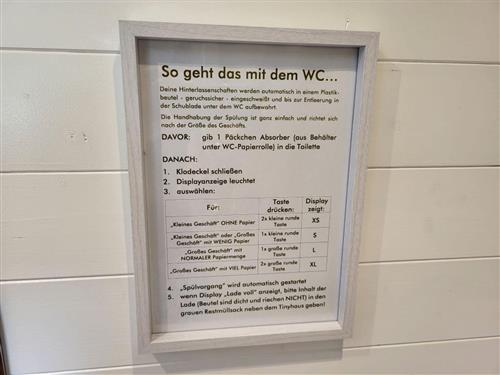 So geht das mit dem WC...
Deine Hinterlassenschaften werden automatisch in einem Plastik-
beutel - geruchssicher - eingeschweißt und bis zur Entleerung in
der Schublade unter dem WC aufbewahrt.
Die Handhabung der Spülung ist ganz einfach und richtet sich
nach der Größe des Geschäfts.
DAVOR: gib 1 Päckchen Absorber (aus Behälter
unter WC-Papierrolle) in die Toilette
DANACH:
1. Klodeckel schließen
2. Displayanzeige leuchtet
3. auswählen:
Für: Taste drücken: Display zeigt:
„Kleines Geschäft" OHNE Papier 2x kleine runde Taste XS
„Kleines Geschäft" oder „Großes Geschäft" mit WENIG Papier 1x kleine runde Taste S
„Großes Geschäft" mit NORMALER Papiermenge 1x große runde Taste L
„Großes Geschäft" mit VIEL Papier 2x große runde Taste XL
4. „Spülvorgang" wird automatisch gestartet
5. wenn Display „Lade voll" anzeigt, bitte Inhalt der
Lade (Beutel sind dicht und riechen NICHT) in den
grauen Restmüllsack neben dem Tinyhaus geben!